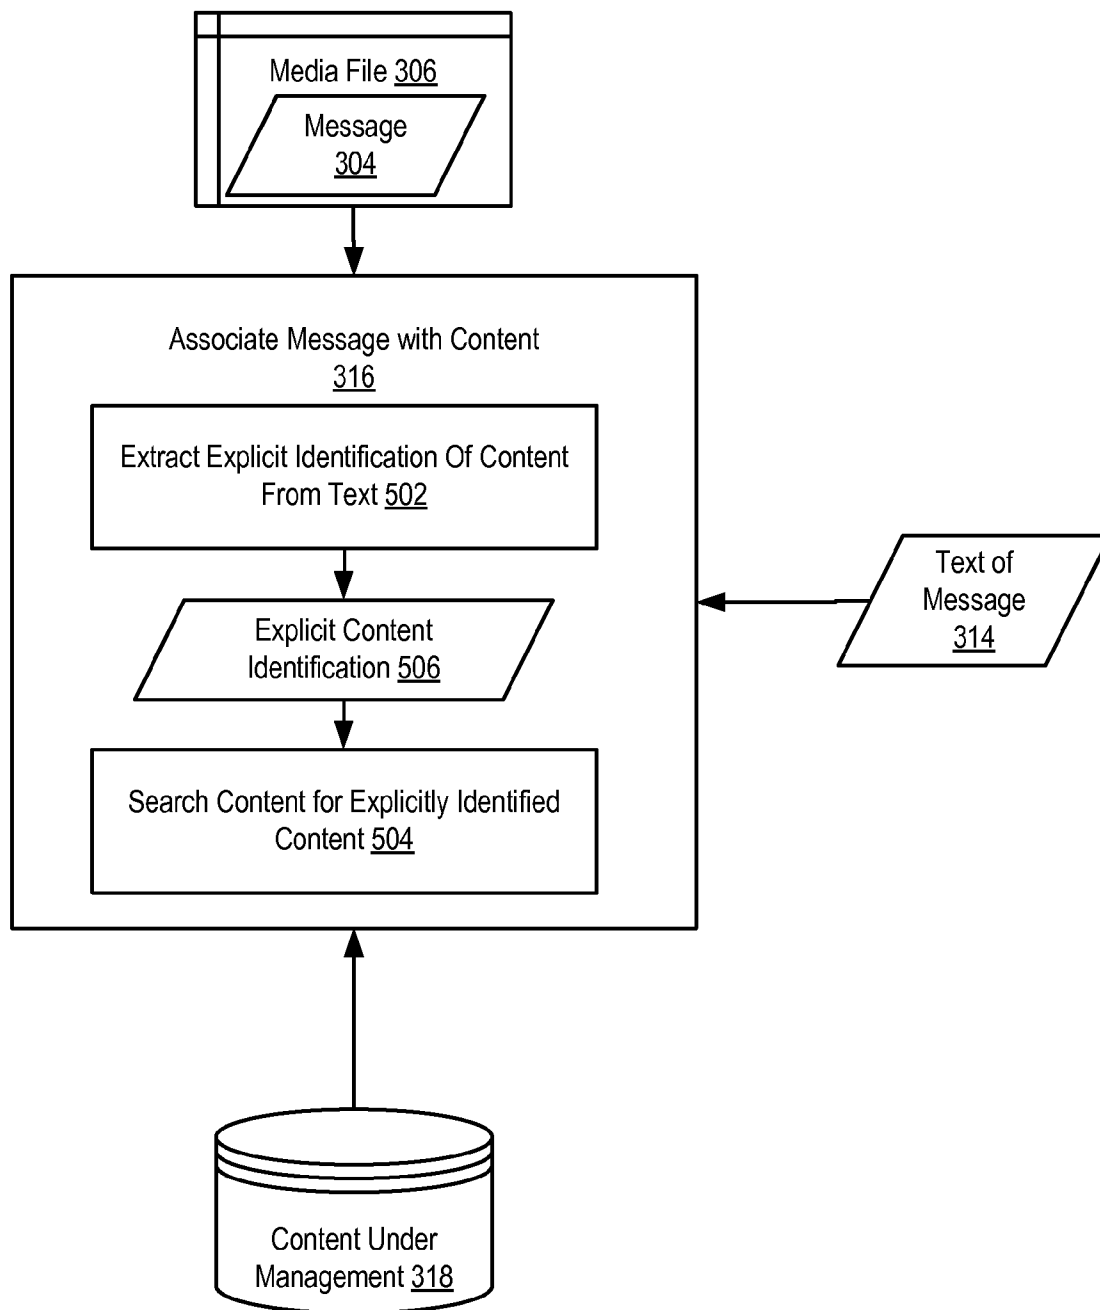 Media File 306
Message
304
Associate Message with Content
316
Extract Explicit Identification Of Content
From Text 502
Explicit Content
Identification 506
Search Content for Explicitly Identified
Content 504
Text of
Message
314
Content Under
Management 318